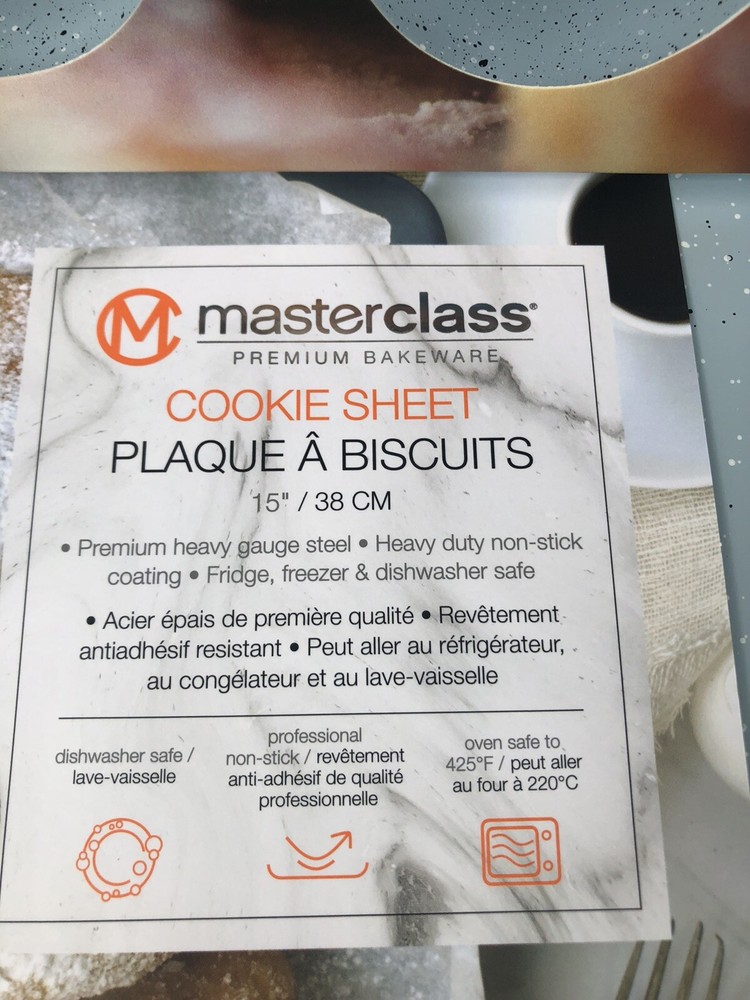 M masterclass®
PREMIUM BAKEWARE
COOKIE SHEET
PLAQUE Â BISCUITS
15" / 38 CM
• Premium heavy gauge steel • Heavy duty non-stick
coating • Fridge, freezer & dishwasher safe
• Acier épais de première qualité • Revêtement
antiadhésif resistant • Peut aller au réfrigérateur,
au congélateur et au lave-vaisselle
dishwasher safe /
lave-vaisselle
professional
non-stick / revêtement
anti-adhésif de qualité
professionnelle
oven safe to
425°F / peut aller
au four à 220°C